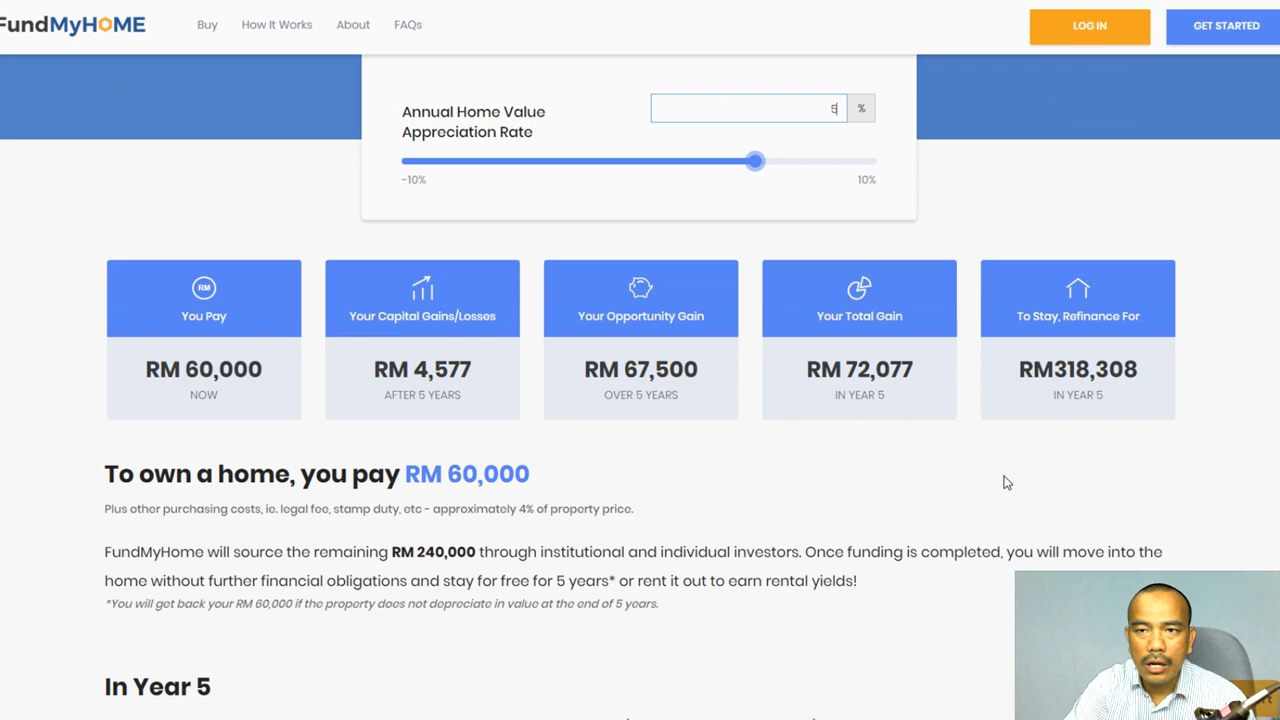 FundMyHOME Buy How It Works About FAQs LOG IN GET STARTED
Annual Home Value
Appreciation Rate
5 %
-10% 10%
RM
You Pay Your Capital Gains/Losses Your Opportunity Gain Your Total Gain To Stay, Refinance For
RM 60,000 RM 4,577 RM 67,500 RM 72,077 RM318,308
NOW AFTER 5 YEARS OVER 5 YEARS IN YEAR 5 IN YEAR 5
To own a home, you pay RM 60,000
Plus other purchasing costs, ie. legal fee, stamp duty, etc - approximately 4% of property price.
FundMyHome will source the remaining RM 240,000 through institutional and individual investors. Once funding is completed, you will move into the
home without further financial obligations and stay for free for 5 years* or rent it out to earn rental yields!
*You will get back your RM 60,000 if the property does not depreciate in value at the end of 5 years.
In Year 5